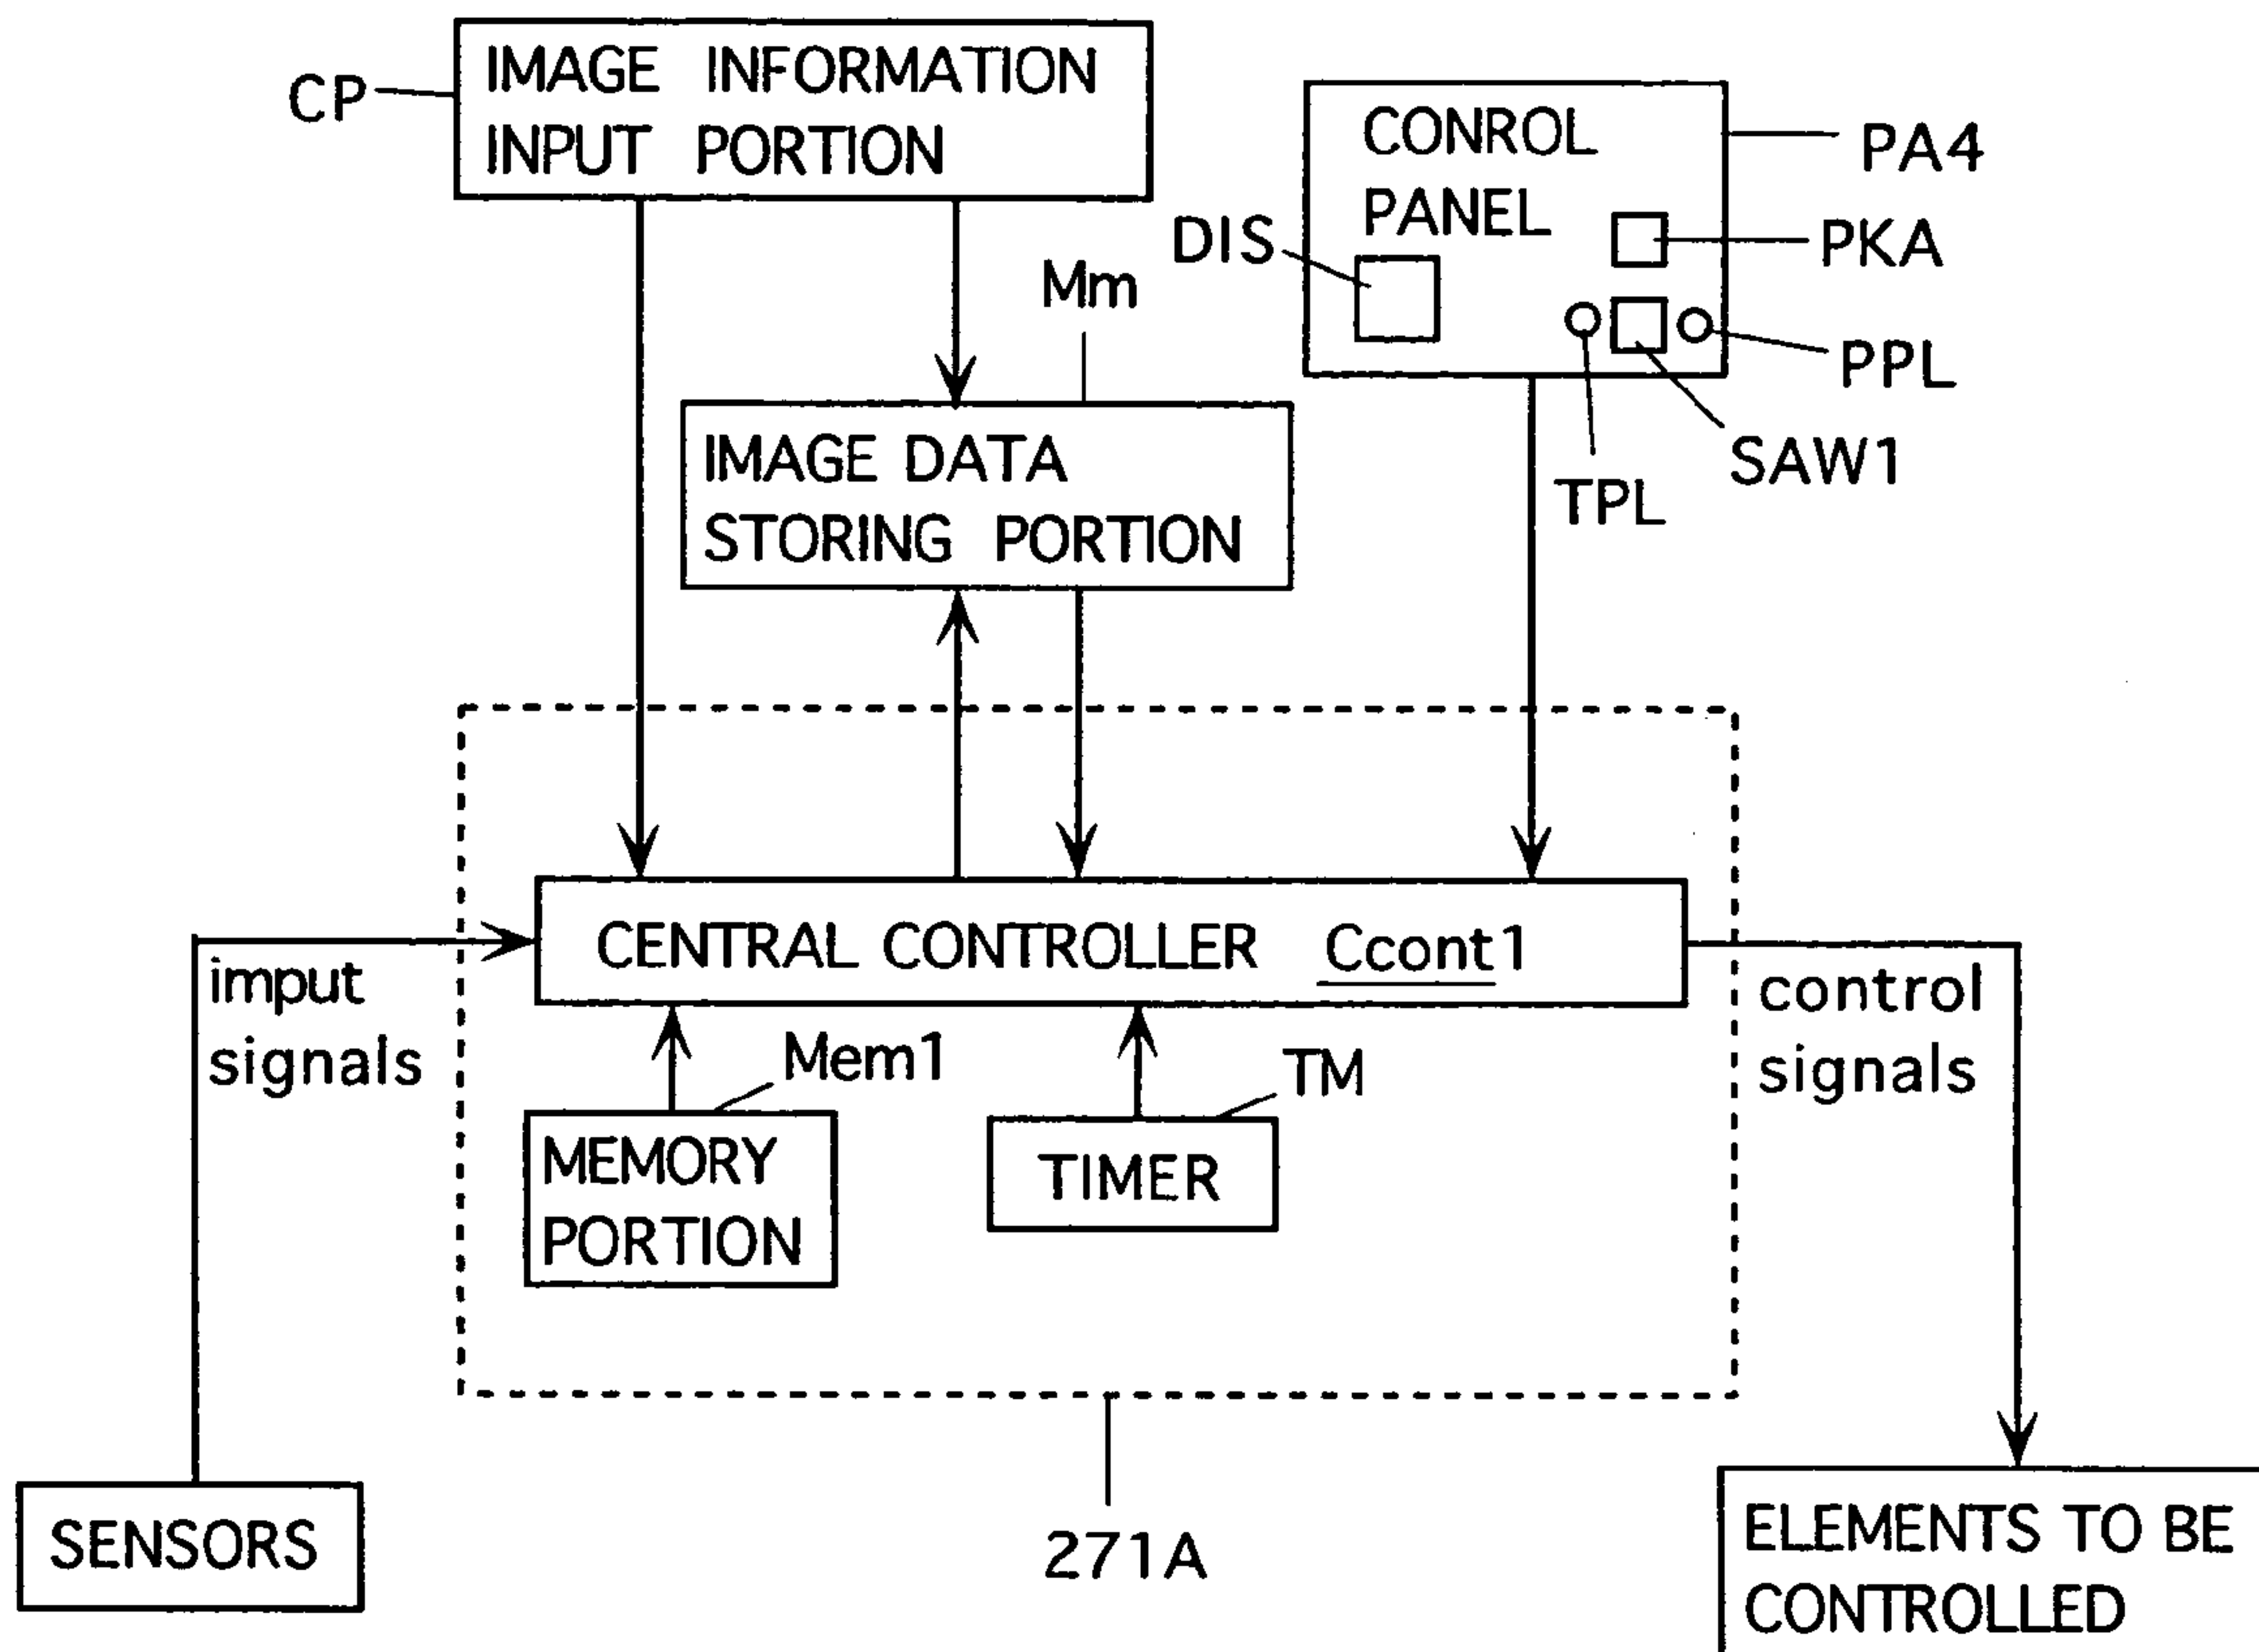 IMAGE INFORMATION
INPUT PORTION
CP
CONROL
PANEL
PA4
PKA
DIS
PPL
SAW1
TPL
Mm
IMAGE DATA
STORING PORTION
CENTRAL CONTROLLER Ccont1
imput
signals
control
signals
Mem1
TM
MEMORY
PORTION
TIMER
SENSORS
271A
ELEMENTS TO BE
CONTROLLED